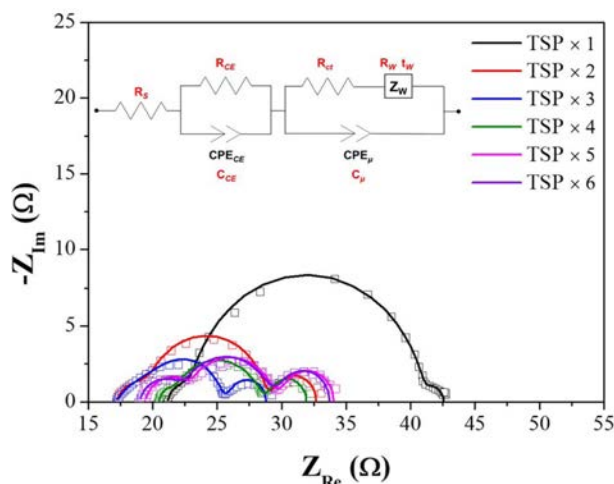 25
20
15
10
5
0
-Z_Im (Ω)
15 20 25 30 35 40 45 50 55
Z_Re (Ω)
R_S
R_CE
CPE_CE
C_CE
R_ct
R_W t_W
Z_W
CPE_μ
C_μ
TSP × 1
TSP × 2
TSP × 3
TSP × 4
TSP × 5
TSP × 6